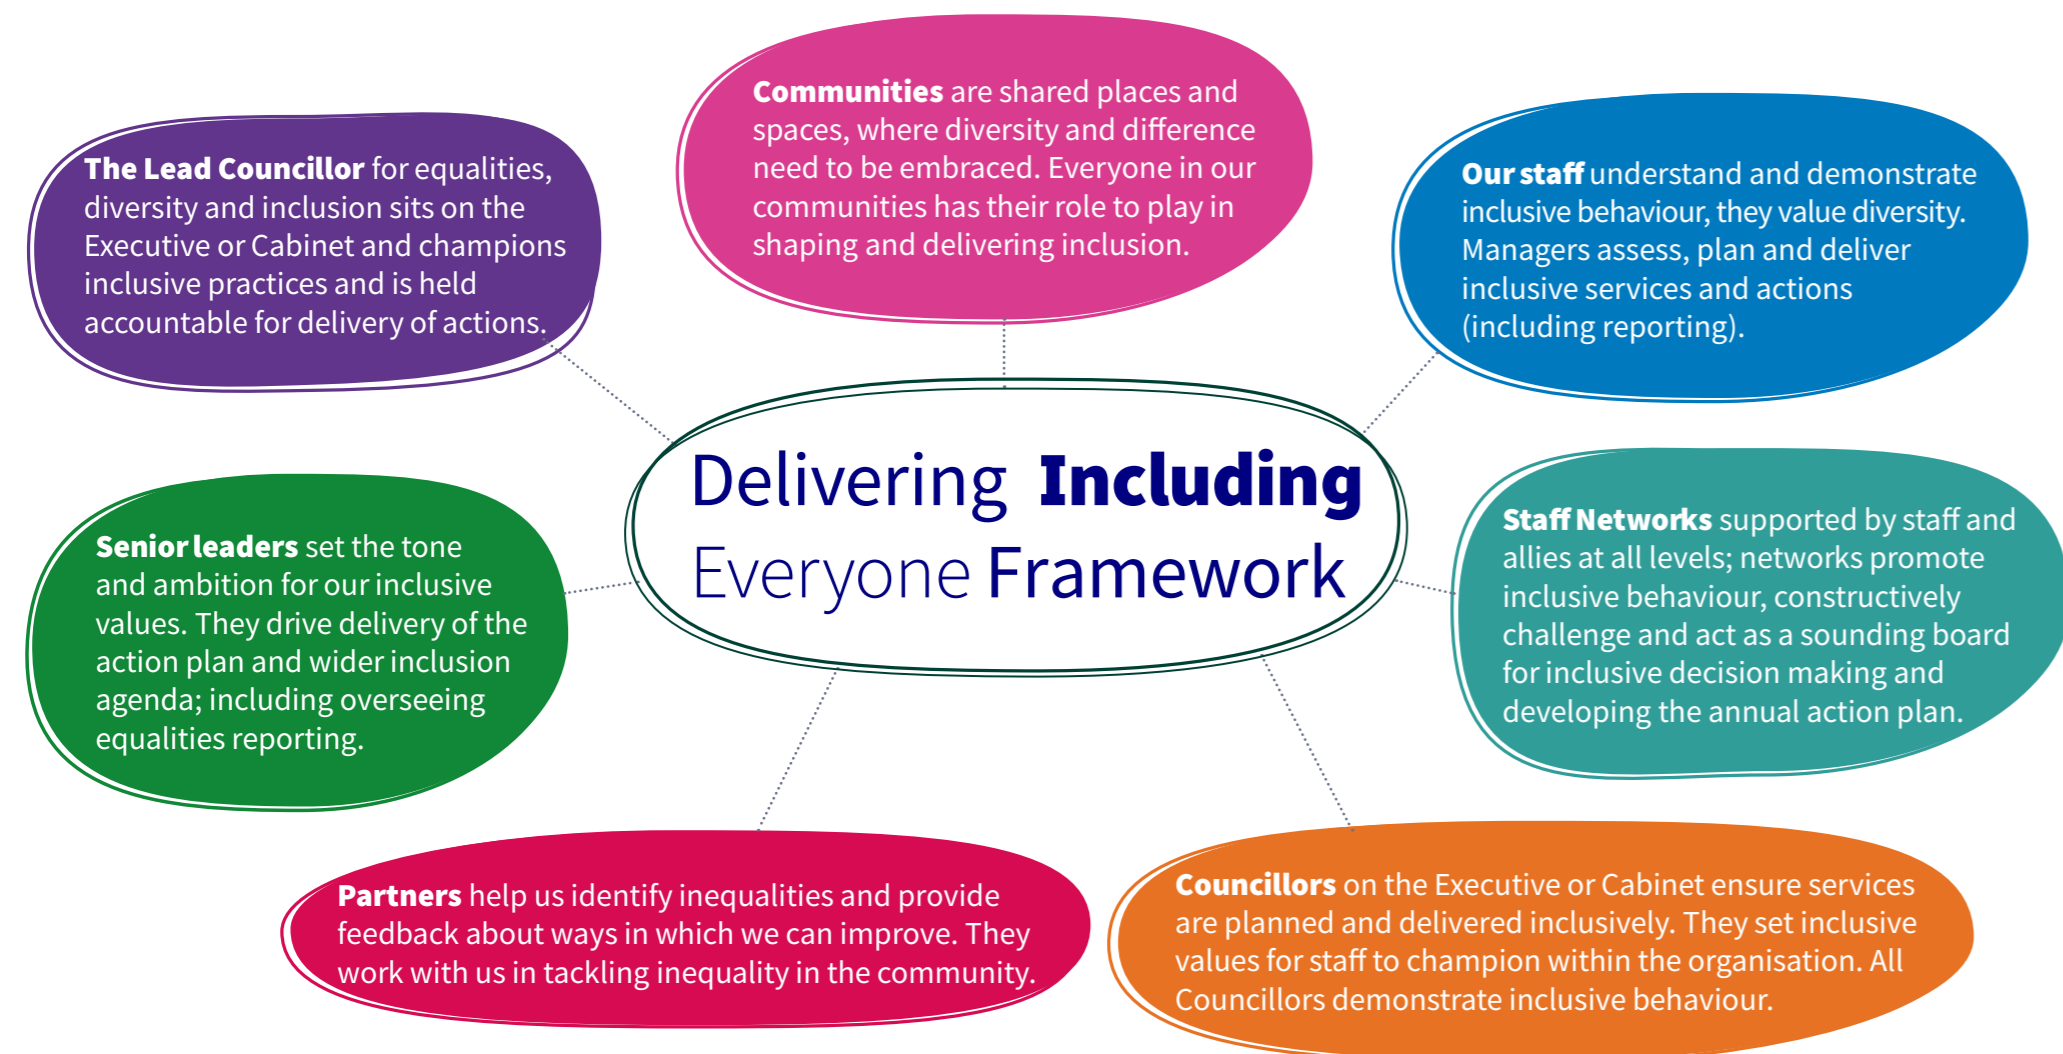 Communities are shared places and
spaces, where diversity and difference
need to be embraced. Everyone in our
communities has their role to play in
shaping and delivering inclusion.
The Lead Councillor for equalities,
diversity and inclusion sits on the
Executive or Cabinet and champions
inclusive practices and is held
accountable for delivery of actions.
Our staff understand and demonstrate
inclusive behaviour, they value diversity.
Managers assess, plan and deliver
inclusive services and actions
(including reporting).
Delivering Including
Everyone Framework
Senior leaders set the tone
and ambition for our inclusive
values. They drive delivery of the
action plan and wider inclusion
agenda; including overseeing
equalities reporting.
Staff Networks supported by staff and
allies at all levels; networks promote
inclusive behaviour, constructively
challenge and act as a sounding board
for inclusive decision making and
developing the annual action plan.
Partners help us identify inequalities and provide
feedback about ways in which we can improve. They
work with us in tackling inequality in the community.
Councillors on the Executive or Cabinet ensure services
are planned and delivered inclusively. They set inclusive
values for staff to champion within the organisation. All
Councillors demonstrate inclusive behaviour.